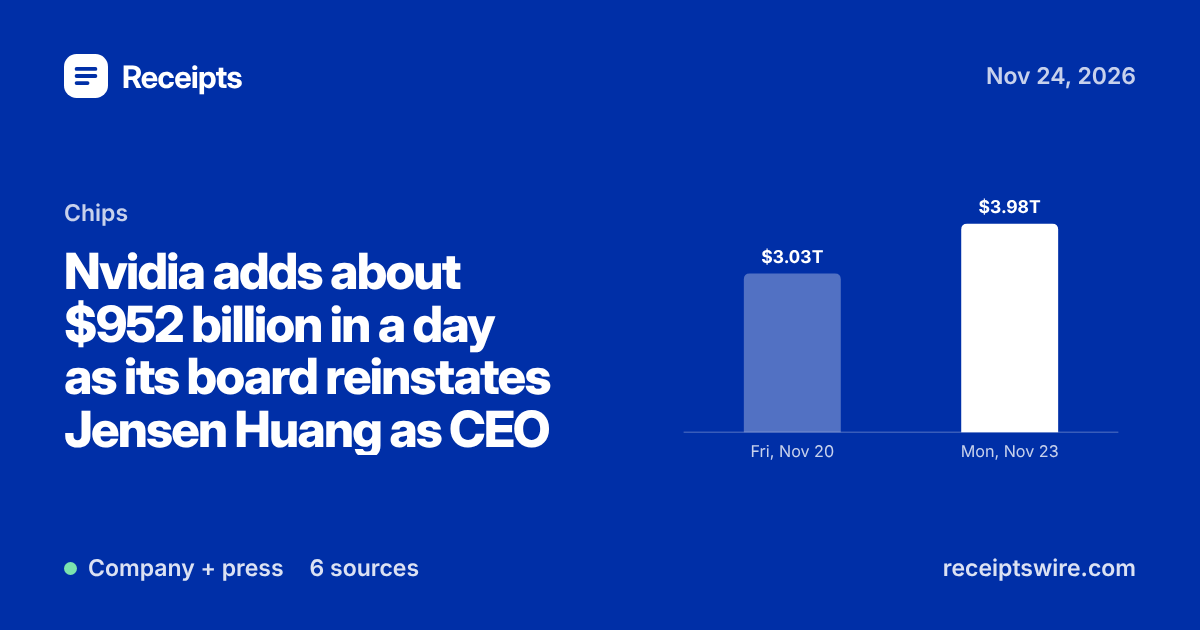 Receipts
Nov 24, 2026
Chips
Nvidia adds about
$952 billion in a day
as its board reinstates
Jensen Huang as CEO
$3.03T
$3.98T
Fri, Nov 20
Mon, Nov 23
Company + press
6 sources
receiptswire.com